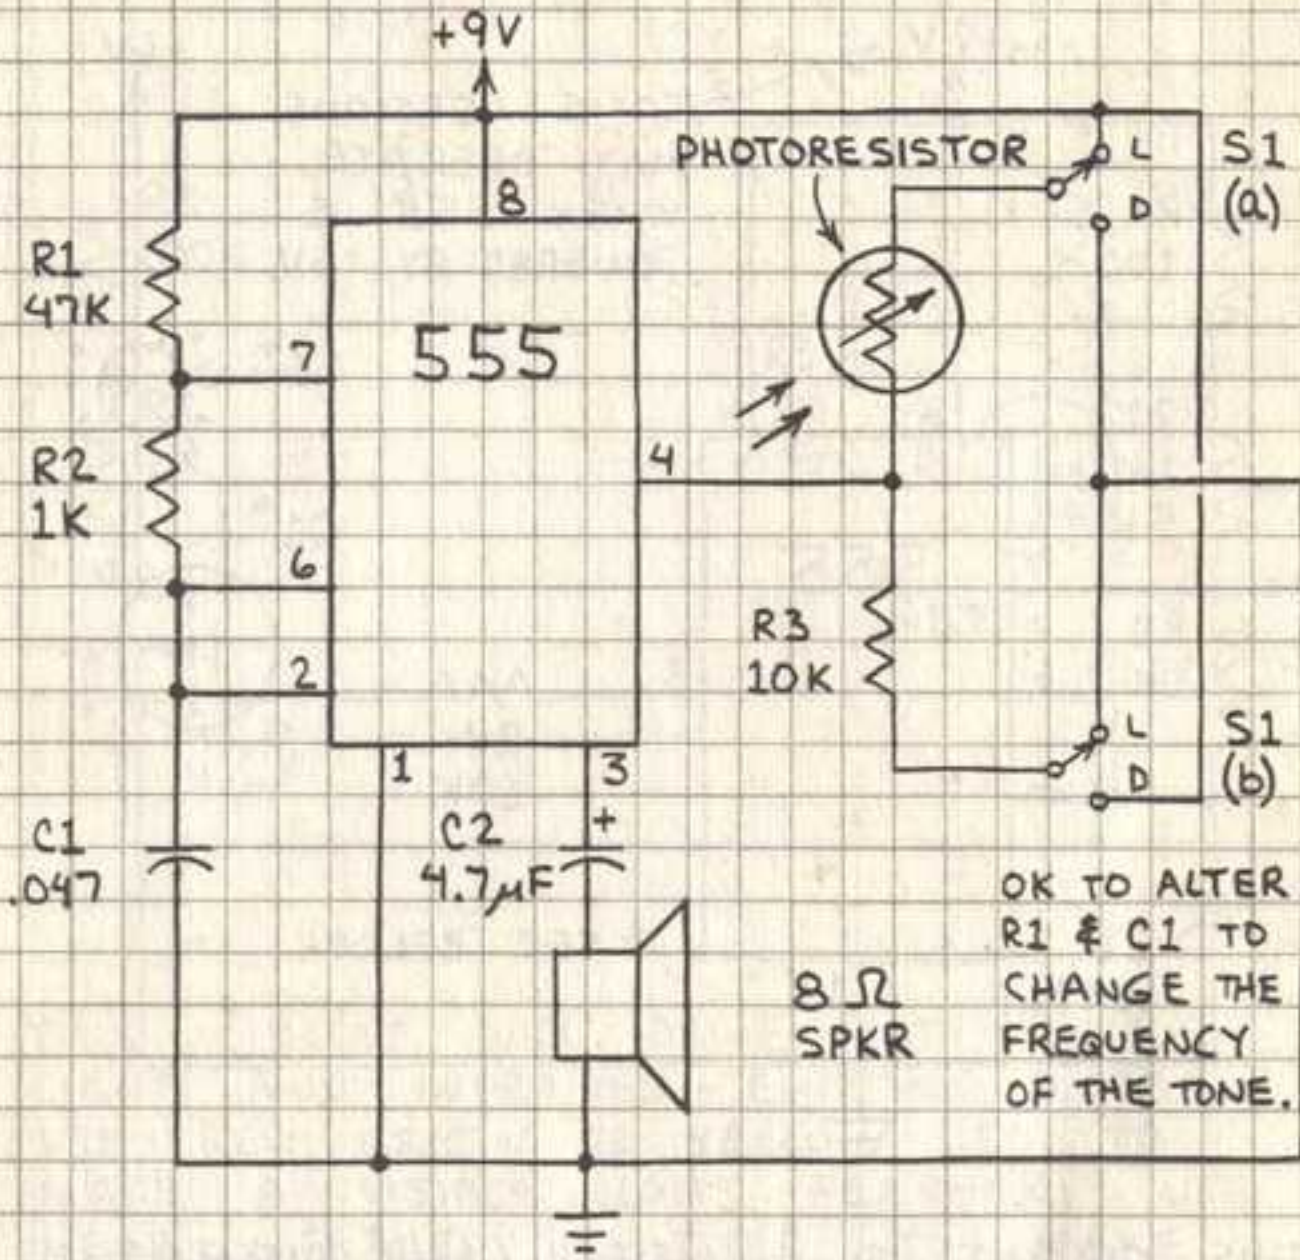 +9V
PHOTORESISTOR
L
S1
(a)
D
8
R1
47K
7
555
R2
1K
4
6
2
R3
10K
1
3
L
S1
(b)
D
C1
.047
C2
4.7µF
+
8 Ω
SPKR
OK TO ALTER
R1 & C1 TO
CHANGE THE
FREQUENCY
OF THE TONE.